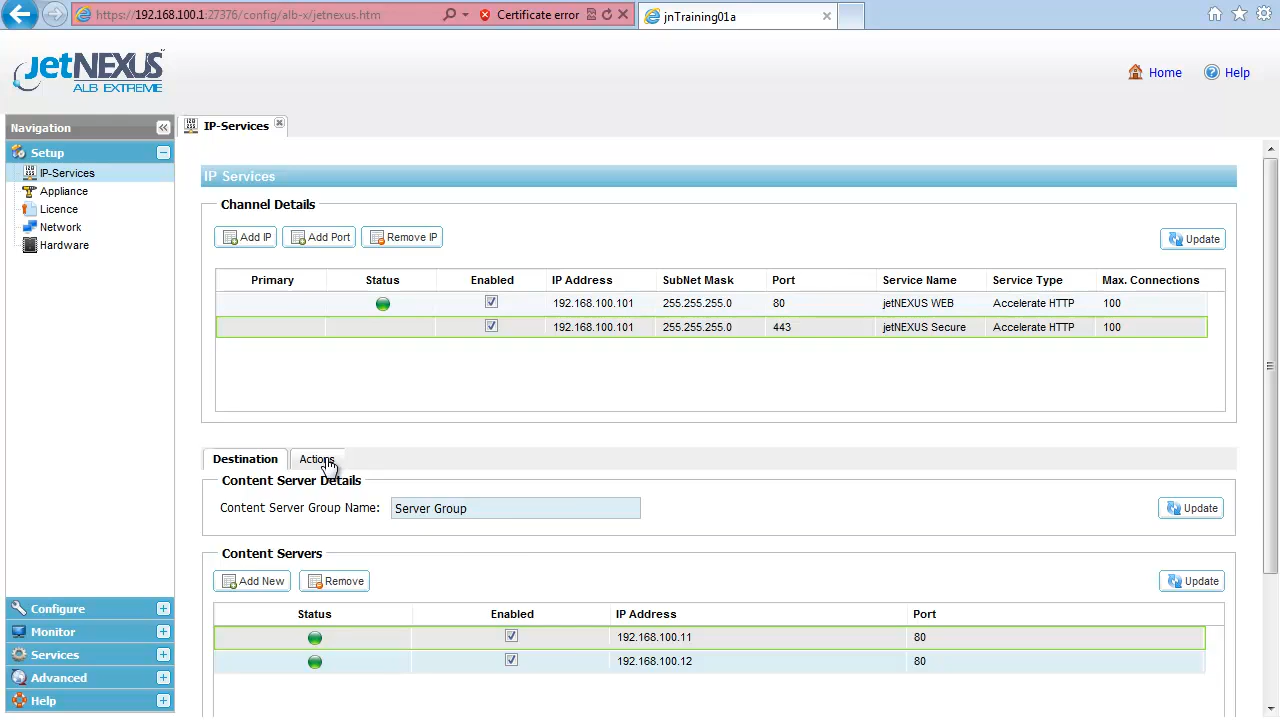 https://192.168.100.1:27376/config/alb-x/jetnexus.htm
Certificate error
jnTraining01a
jetNEXUS
ALB EXTREME
Home
Help
Navigation
IP-Services
Setup
IP-Services
Appliance
Licence
Network
Hardware
IP Services
Channel Details
Add IP Add Port Remove IP Update
Primary Status Enabled IP Address SubNet Mask Port Service Name Service Type Max. Connections
192.168.100.101 255.255.255.0 80 jetNEXUS WEB Accelerate HTTP 100
192.168.100.101 255.255.255.0 443 jetNEXUS Secure Accelerate HTTP 100
Destination Actions
Content Server Details
Content Server Group Name: Server Group Update
Content Servers
Add New Remove Update
Status Enabled IP Address Port
192.168.100.11 80
192.168.100.12 80
Configure
Monitor
Services
Advanced
Help